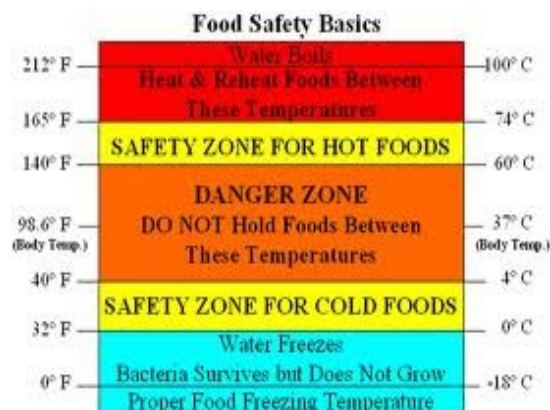 Food Safety Basics
Water Boils
212° F 100° C
Heat & Reheat Foods Between
These Temperatures
165° F 74° C
SAFETY ZONE FOR HOT FOODS
140° F 60° C
DANGER ZONE
98.6° F DO NOT Hold Foods Between 37° C
(Body Temp.) (Body Temp.)
These Temperatures
40° F 4° C
SAFETY ZONE FOR COLD FOODS
32° F 0° C
Water Freezes
Bacteria Survives but Does Not Grow
0° F -18° C
Proper Food Freezing Temperature